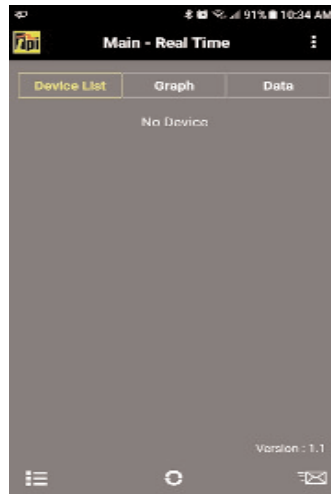 91% 10:34 AM
tpi Main - Real Time
Device List Graph Data
No Device
Version : 1.1